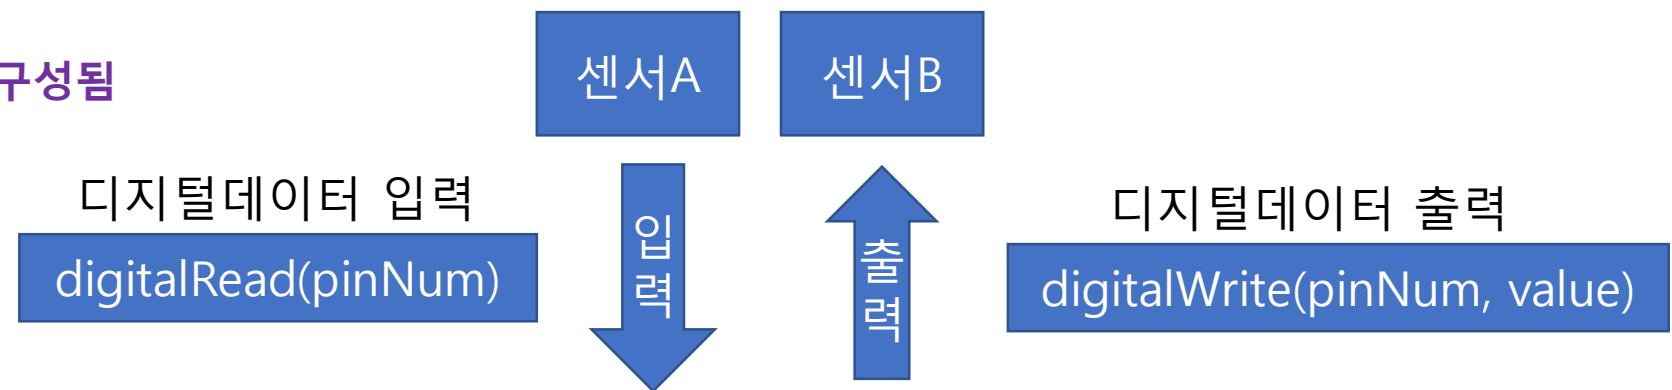 구성됨
센서A
센서B
디지털데이터 입력
digitalRead(pinNum)
입력
출력
디지털데이터 출력
digitalWrite(pinNum, value)